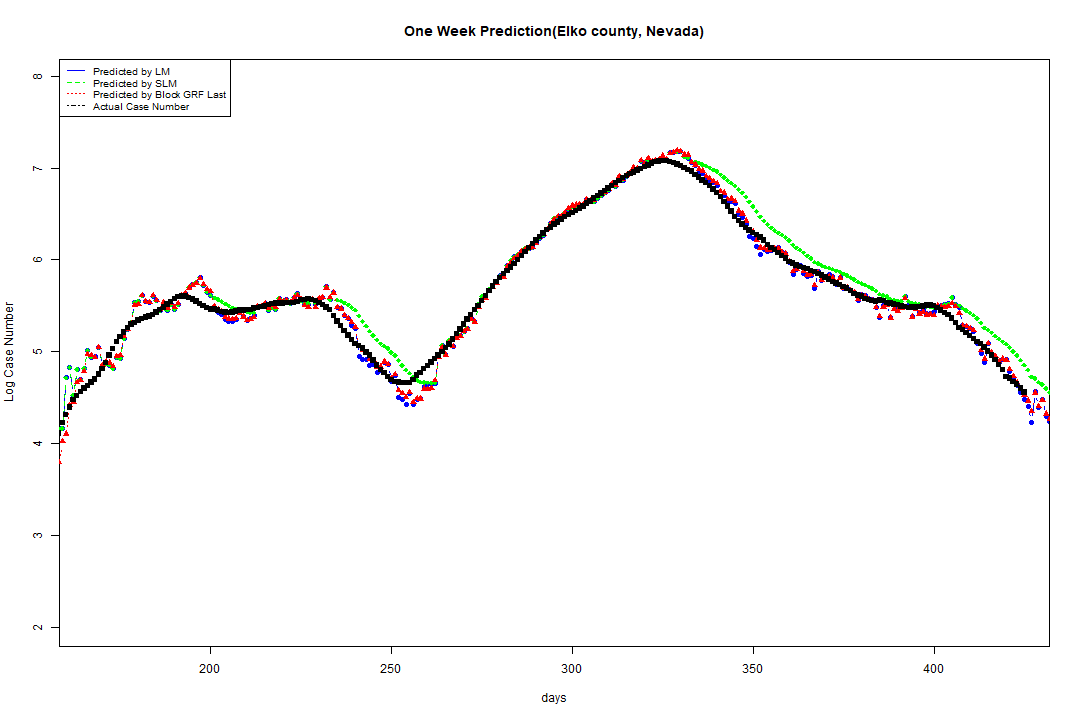 One Week Prediction(Elko county, Nevada)
Predicted by LM
Predicted by SLM
Predicted by Block GRF Last
Actual Case Number
8
7
6
5
4
3
2
Log Case Number
200 250 300 350 400
days